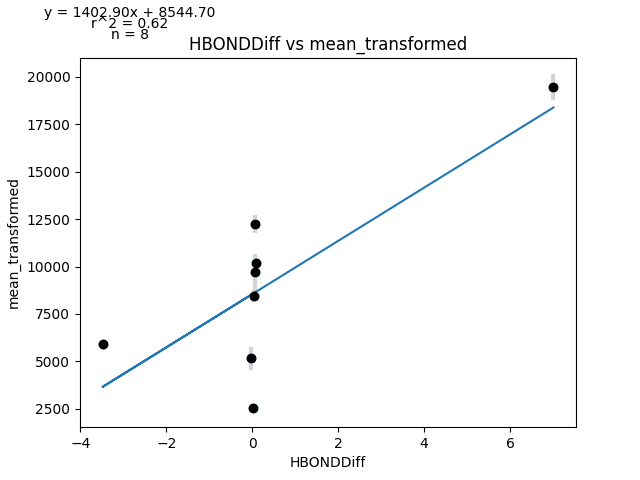 y = 1402.90x + 8544.70
r^2 = 0.62
n = 8
HBONDDiff vs mean_transformed
20000
17500
15000
12500
10000
7500
5000
2500
mean_transformed
−4 −2 0 2 4 6
HBONDDiff